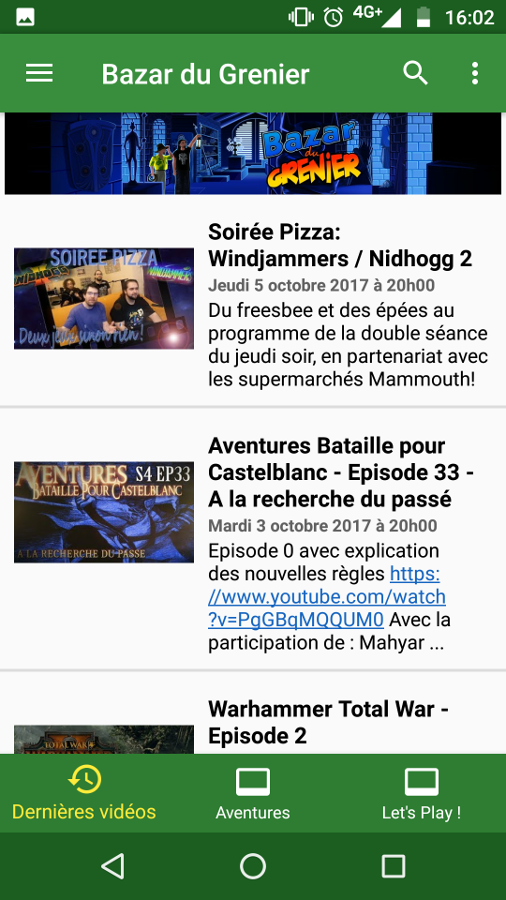 4G+ 16:02
Bazar du Grenier
Bazar
du
GRENIER
SOIRÉE PIZZA
NIDHOGG WINDJAMMERS
Deux jeux sinon rien !
Soirée Pizza:
Windjammers / Nidhogg 2
Jeudi 5 octobre 2017 à 20h00
Du freesbee et des épées au
programme de la double séance
du jeudi soir, en partenariat avec
les supermarchés Mammouth!
AVENTURES S4 EP33
BATAILLE POUR CASTELBLANC
A LA RECHERCHE DU PASSE
Aventures Bataille pour
Castelblanc - Episode 33 -
A la recherche du passé
Mardi 3 octobre 2017 à 20h00
Episode 0 avec explication
des nouvelles règles https:
//www.youtube.com/watch
?v=PgGBqMQQUM0 Avec la
participation de : Mahyar ...
TOTAL WAR
Warhammer Total War -
Episode 2
Dernières vidéos
Aventures
Let's Play !